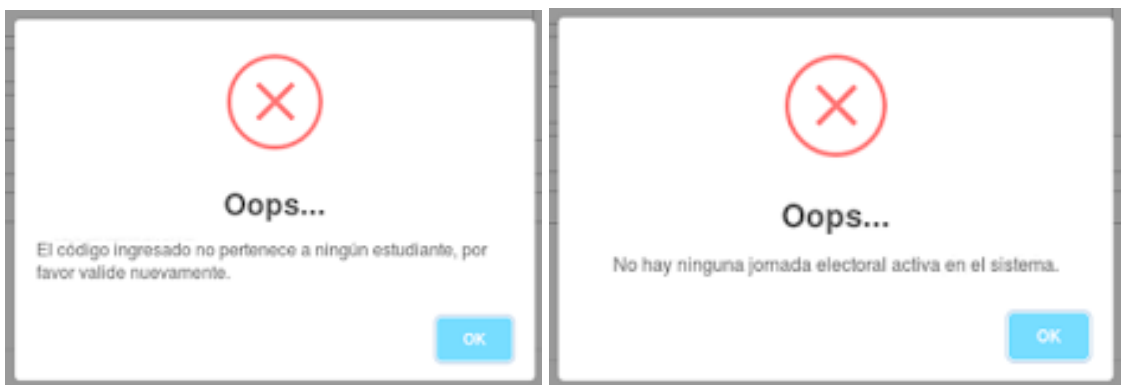 Oops...
El código ingresado no pertenece a ningún estudiante, por
favor valide nuevamente.
OK
Oops...
No hay ninguna jornada electoral activa en el sistema.
OK